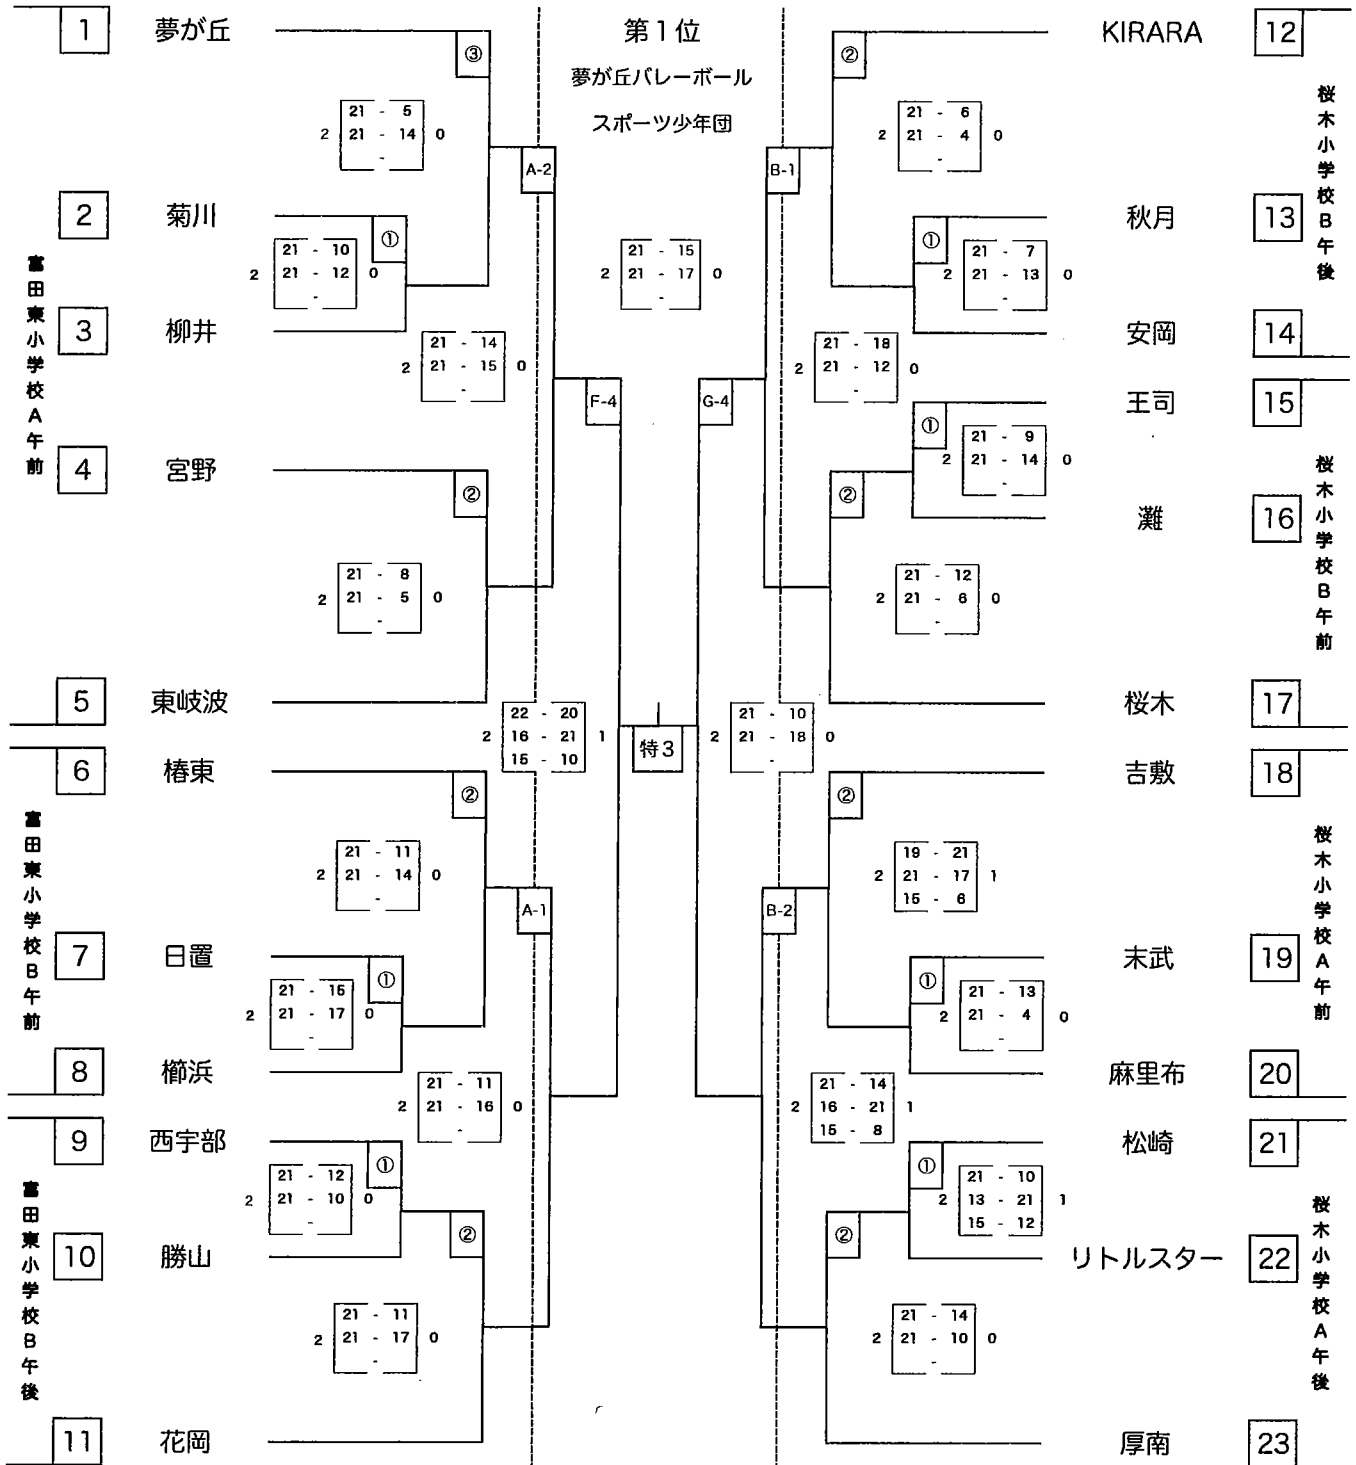 第1位
夢が丘バレーボール
スポーツ少年団
富田東小学校A午前
1 夢が丘
③
21 - 5
2 21 - 14 0
-
A-2
2 菊川
①
21 - 10
2 21 - 12 0
-
3 柳井
21 - 14
2 21 - 15 0
-
4 宮野
②
21 - 8
2 21 - 5 0
-
5 東岐波
富田東小学校B午前
6 椿東
②
21 - 11
2 21 - 14 0
-
A-1
7 日置
①
21 - 15
2 21 - 17 0
-
8 櫛浜
21 - 11
2 21 - 16 0
-
富田東小学校B午後
9 西宇部
①
21 - 12
2 21 - 10 0
-
10 勝山
②
21 - 11
2 21 - 17 0
-
11 花岡
21 - 15
2 21 - 17 0
-
F-4
G-4
22 - 20
2 16 - 21 1
15 - 10
特3
21 - 10
2 21 - 18 0
-
桜木小学校B午後
KIRARA 12
②
21 - 6
2 21 - 4 0
-
B-1
秋月 13
①
21 - 7
2 21 - 13 0
-
安岡 14
21 - 18
2 21 - 12 0
-
桜木小学校B午前
王司 15
①
21 - 9
2 21 - 14 0
-
灘 16
②
21 - 12
2 21 - 6 0
-
桜木 17
桜木小学校A午前
吉敷 18
②
19 - 21
2 21 - 17 1
15 - 6
B-2
末武 19
①
21 - 13
2 21 - 4 0
-
麻里布 20
21 - 14
2 16 - 21 1
15 - 8
桜木小学校A午後
松崎 21
①
21 - 10
2 13 - 21 1
15 - 12
リトルスター 22
②
21 - 14
2 21 - 10 0
-
厚南 23